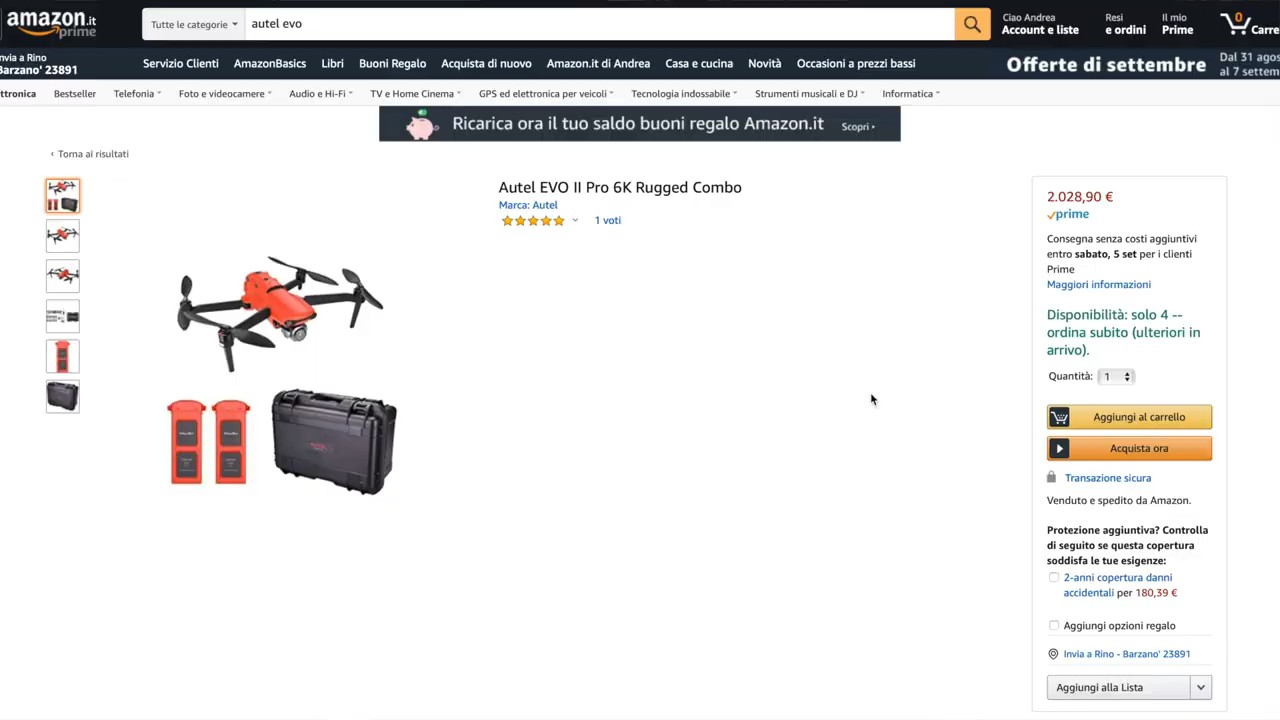 amazon.it
prime
Tutte le categorie
autel evo
Ciao Andrea
Account e liste
Resi
e ordini
Il mio
Prime
0
Carre
nvia a Rino
Barzano' 23891
Servizio Clienti
AmazonBasics
Libri
Buoni Regalo
Acquista di nuovo
Amazon.it di Andrea
Casa e cucina
Novità
Occasioni a prezzi bassi
Offerte di settembre
Dal 31 agos
al 7 settem
ttronica
Bestseller
Telefonia
Foto e videocamere
Audio e Hi-Fi
TV e Home Cinema
GPS ed elettronica per veicoli
Tecnologia indossabile
Strumenti musicali e DJ
Informatica
Ricarica ora il tuo saldo buoni regalo Amazon.it
Scopri ›
‹ Torna ai risultati
Autel EVO II Pro 6K Rugged Combo
Marca: Autel
1 voti
2.028,90 €
prime
Consegna senza costi aggiuntivi
entro sabato, 5 set per i clienti
Prime
Maggiori informazioni
Disponibilità: solo 4 --
ordina subito (ulteriori in
arrivo).
Quantità: 1
Aggiungi al carrello
Acquista ora
Transazione sicura
Venduto e spedito da Amazon.
Protezione aggiuntiva? Controlla
di seguito se questa copertura
soddisfa le tue esigenze:
2-anni copertura danni
accidentali per 180,39 €
Aggiungi opzioni regalo
Invia a Rino - Barzano' 23891
Aggiungi alla Lista